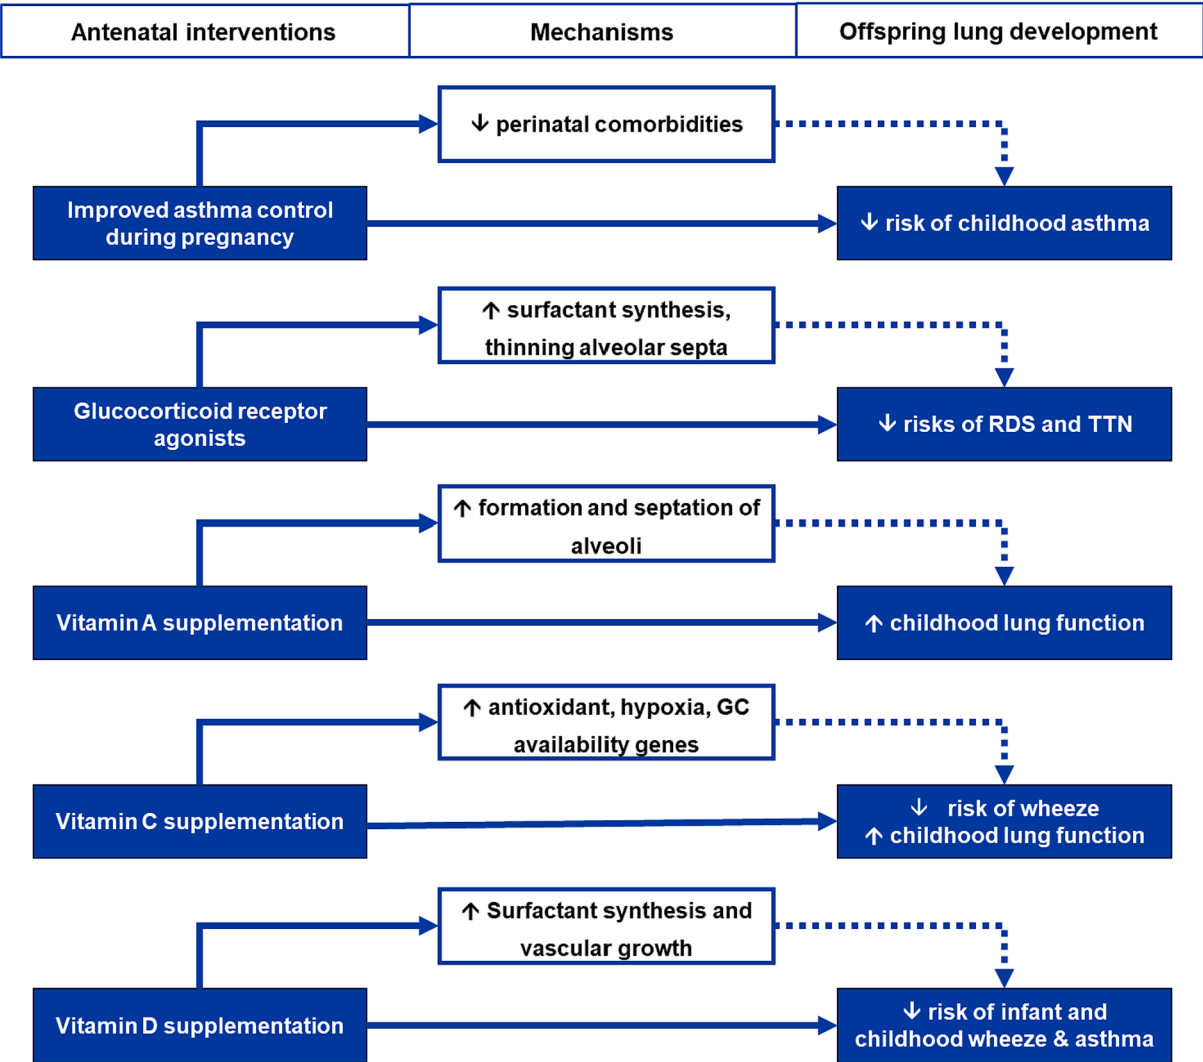 Antenatal interventions
Mechanisms
Offspring lung development
↓ perinatal comorbidities
Improved asthma control
during pregnancy
↓ risk of childhood asthma
↑ surfactant synthesis,
thinning alveolar septa
Glucocorticoid receptor
agonists
↓ risks of RDS and TTN
↑ formation and septation of
alveoli
Vitamin A supplementation
↑ childhood lung function
↑ antioxidant, hypoxia, GC
availability genes
Vitamin C supplementation
↓ risk of wheeze
↑ childhood lung function
↑ Surfactant synthesis and
vascular growth
Vitamin D supplementation
↓ risk of infant and
childhood wheeze & asthma